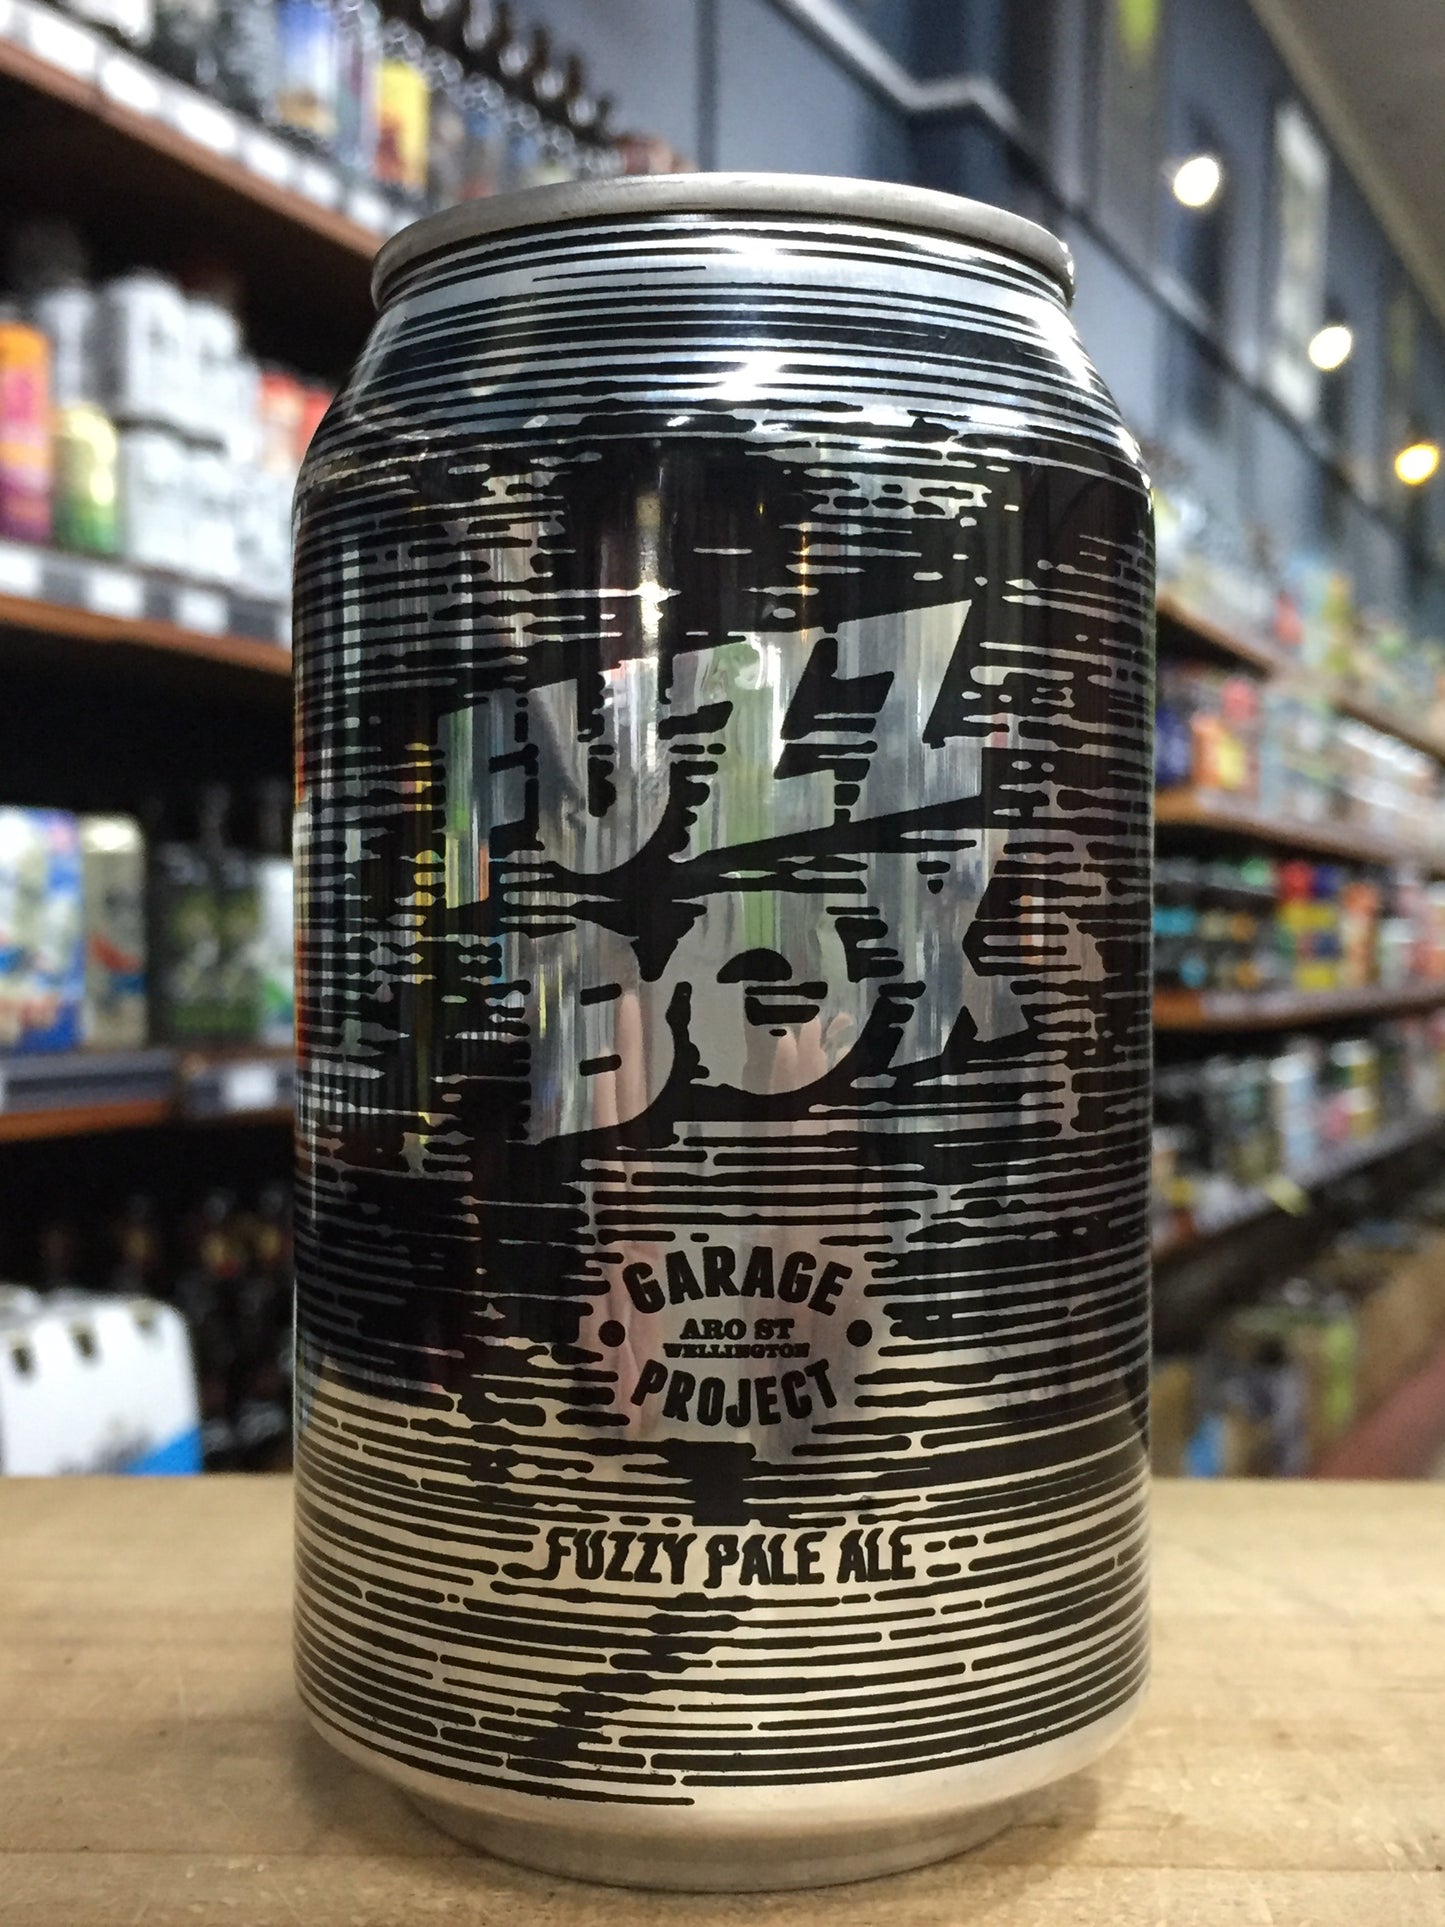 FUZZ
BOX
GARAGE
ARO ST
WELLINGTON
PROJECT
FUZZY PALE ALE